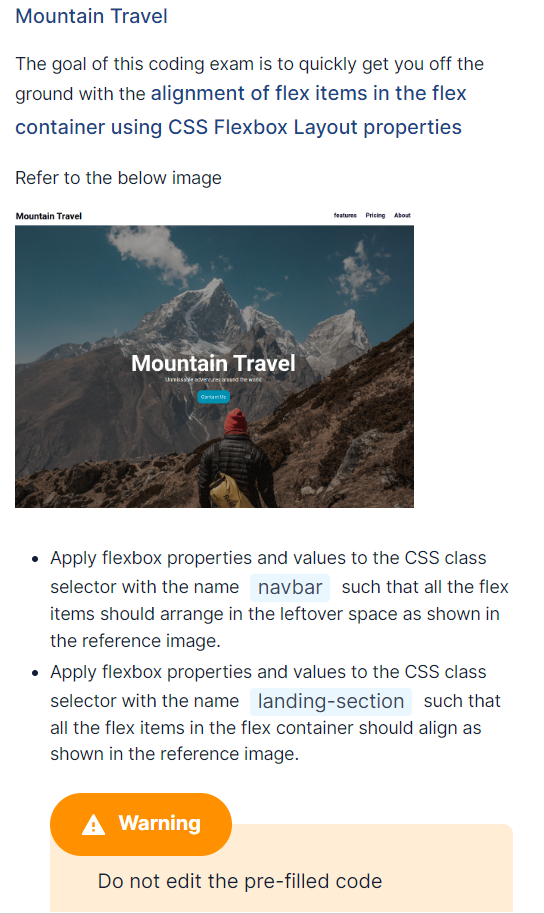 Mountain Travel
The goal of this coding exam is to quickly get you off the
ground with the alignment of flex items in the flex
container using CSS Flexbox Layout properties
Refer to the below image
Mountain Travel features Pricing About
Mountain Travel
Unmissable adventures around the world
Contact Us
• Apply flexbox properties and values to the CSS class
selector with the name navbar such that all the flex
items should arrange in the leftover space as shown in
the reference image.
• Apply flexbox properties and values to the CSS class
selector with the name landing-section such that
all the flex items in the flex container should align as
shown in the reference image.
Warning
Do not edit the pre-filled code